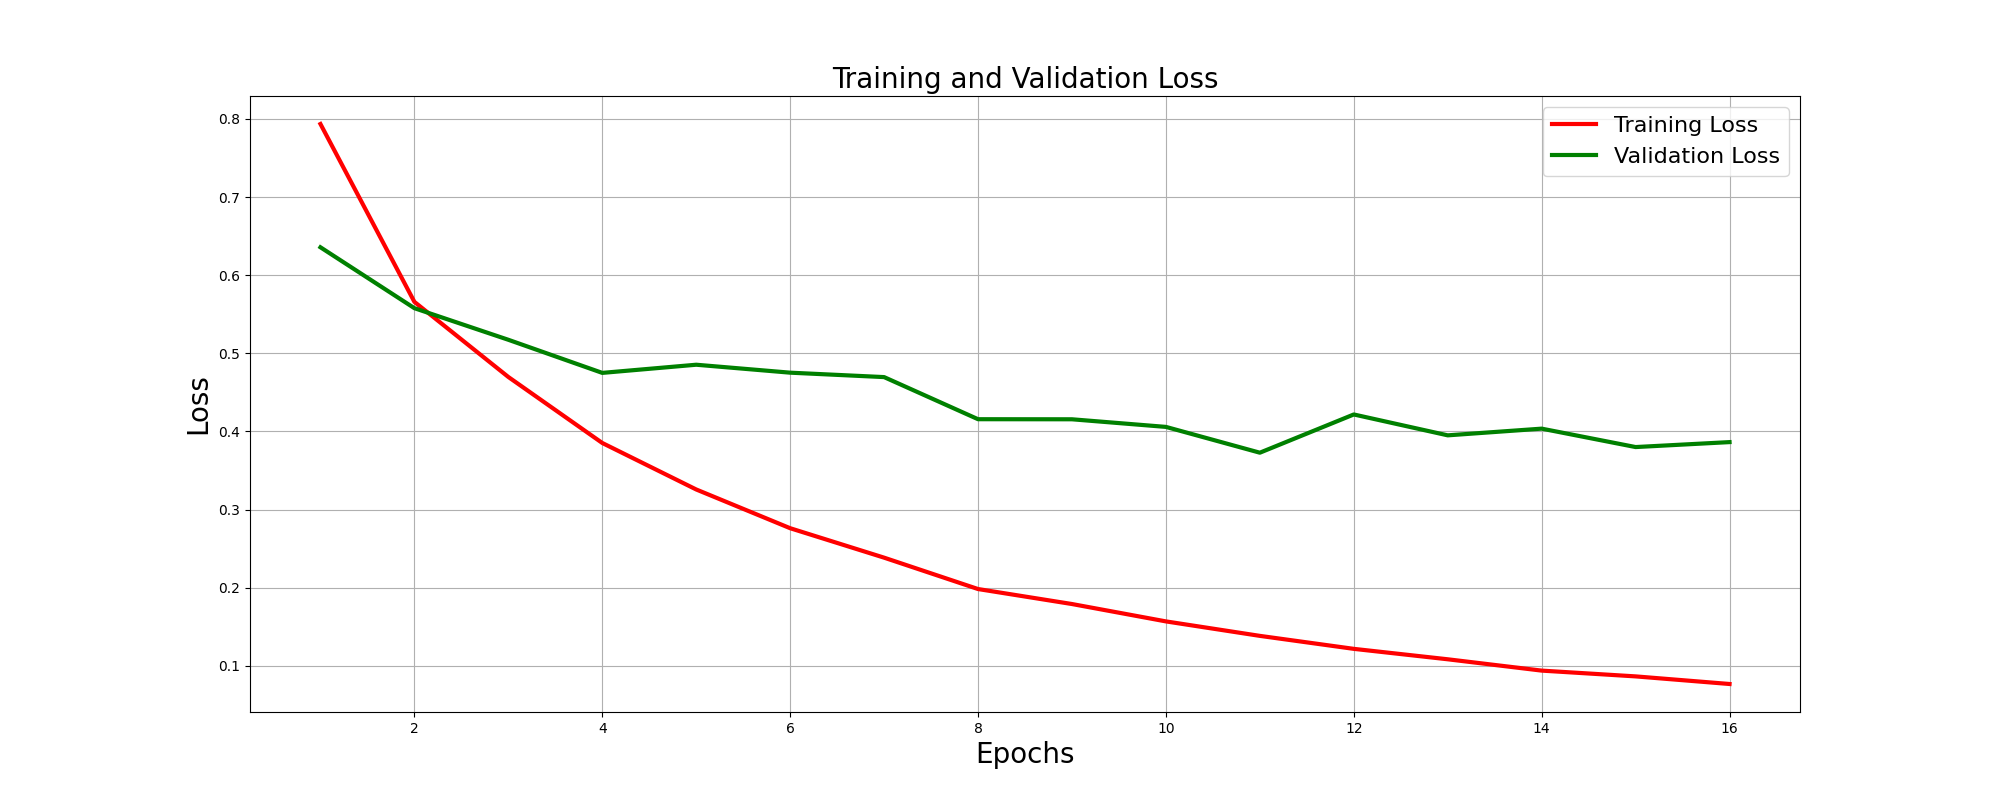 Training and Validation Loss
Training Loss
Validation Loss
0.8
0.7
0.6
0.5
0.4
0.3
0.2
0.1
Loss
2 4 6 8 10 12 14 16
Epochs